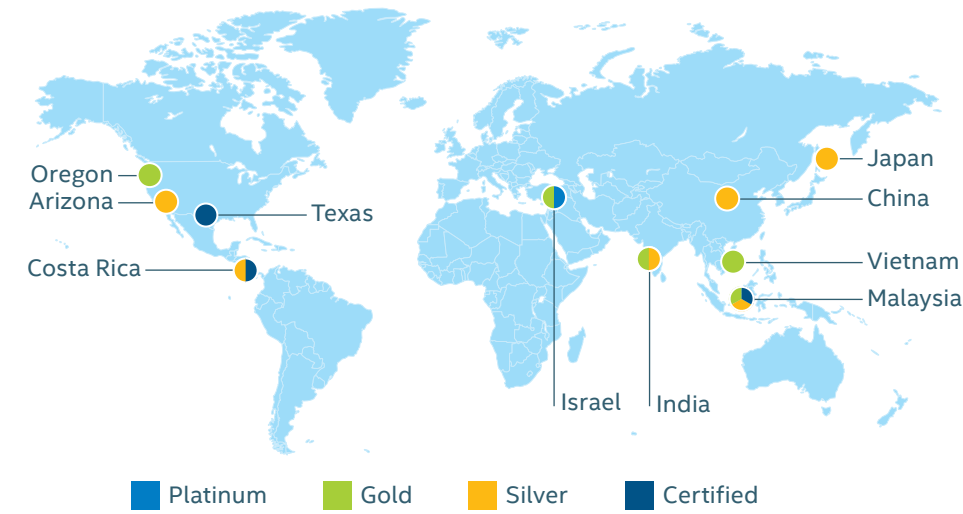 Oregon
Arizona
Texas
Costa Rica
Japan
China
Vietnam
Malaysia
Israel
India
Platinum
Gold
Silver
Certified